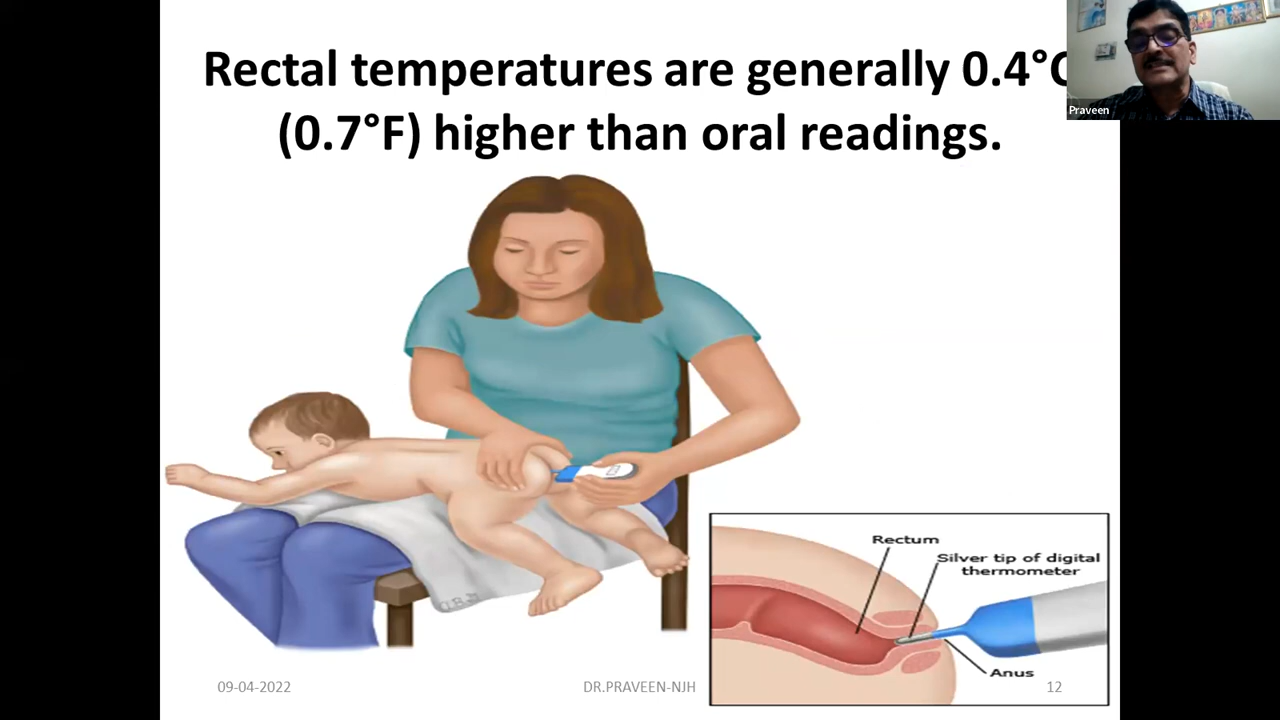 Rectal temperatures are generally 0.4°
(0.7°F) higher than oral readings.
Praveen
Rectum
Silver tip of digital
thermometer
Anus
09-04-2022
DR.PRAVEEN-NJH
12